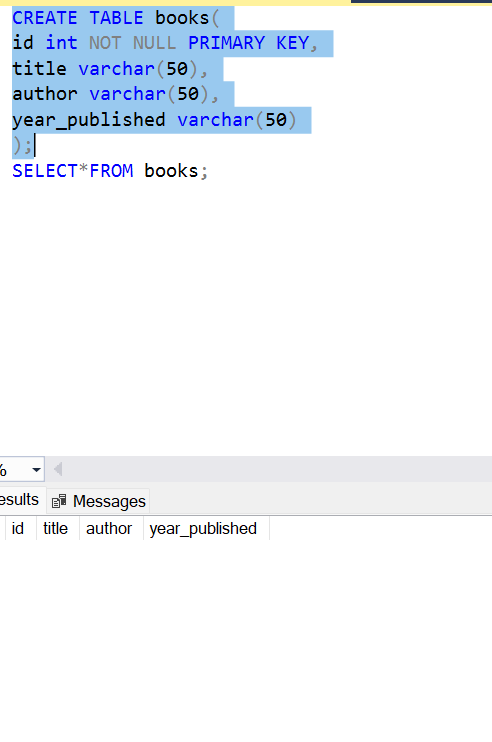 CREATE TABLE books(
id int NOT NULL PRIMARY KEY,
title varchar(50),
author varchar(50),
year_published varchar(50)
);
SELECT*FROM books;
%
esults Messages
id title author year_published